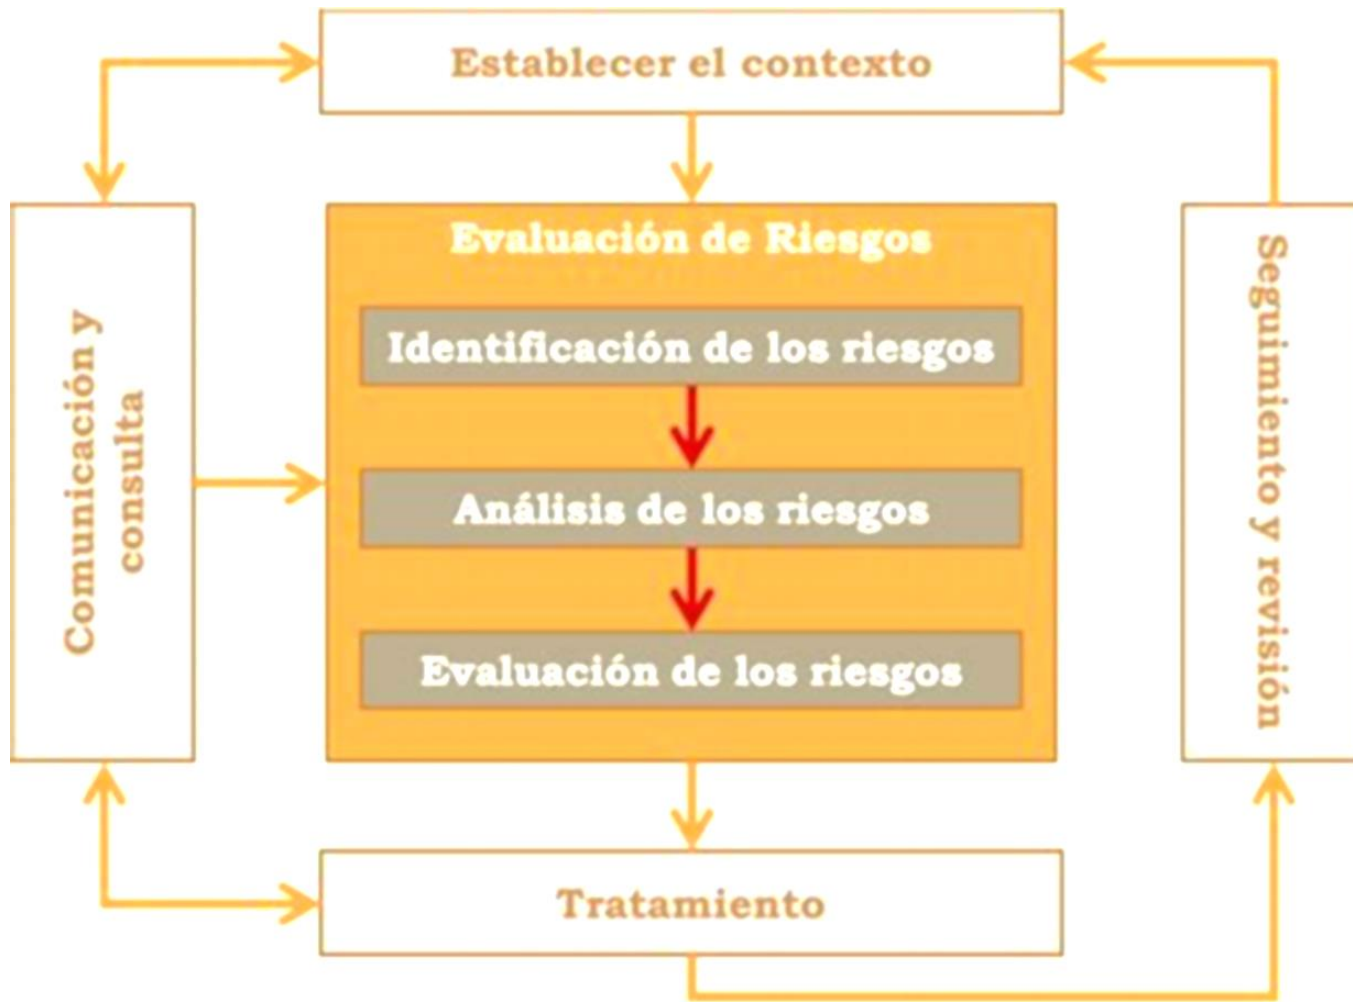 Establecer el contexto
Comunicación y
consulta
Evaluación de Riesgos
Identificación de los riesgos
Análisis de los riesgos
Evaluación de los riesgos
Seguimiento y revisión
Tratamiento